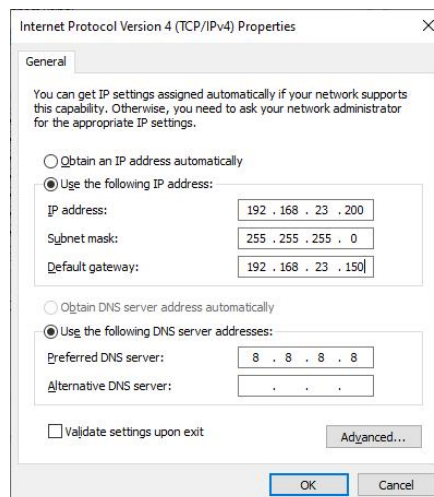 Internet Protocol Version 4 (TCP/IPv4) Properties
General
You can get IP settings assigned automatically if your network supports
this capability. Otherwise, you need to ask your network administrator
for the appropriate IP settings.
Obtain an IP address automatically
Use the following IP address:
IP address: 192 . 168 . 23 . 200
Subnet mask: 255 . 255 . 255 . 0
Default gateway: 192 . 168 . 23 . 150
Obtain DNS server address automatically
Use the following DNS server addresses:
Preferred DNS server: 8 . 8 . 8 . 8
Alternative DNS server: . . .
Validate settings upon exit
Advanced...
OK Cancel